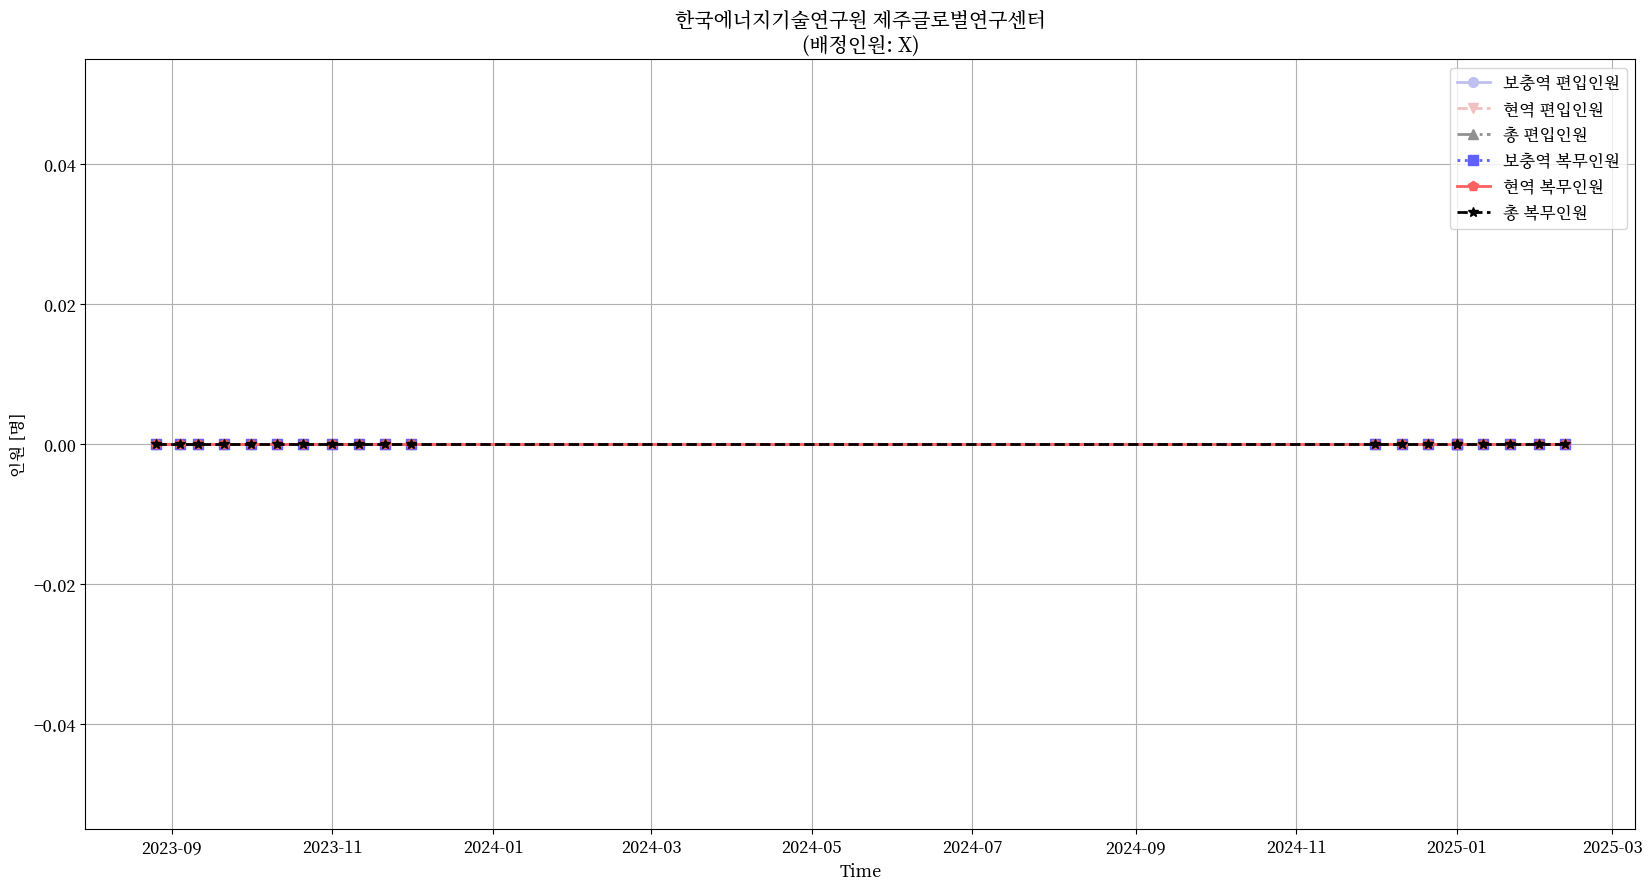 한국에너지기술연구원 제주글로벌연구센터
(배정인원: X)
보충역 편입인원
현역 편입인원
총 편입인원
보충역 복무인원
현역 복무인원
총 복무인원
인원 [명]
0.04
0.02
0.00
−0.02
−0.04
2023-09
2023-11
2024-01
2024-03
2024-05
2024-07
2024-09
2024-11
2025-01
2025-03
Time